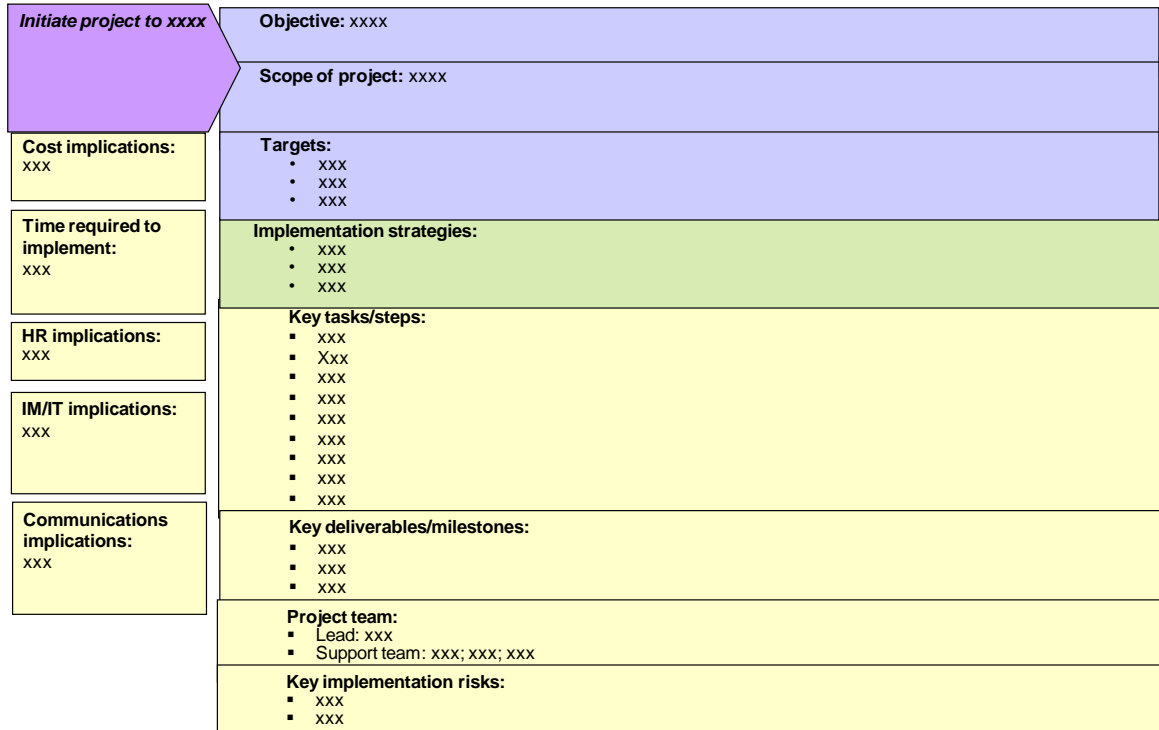 Initiate project to xxxx
Objective: xxxx
Scope of project: xxxx
Cost implications:
xxx
Time required to
implement:
xxx
HR implications:
xxx
IM/IT implications:
xxx
Communications
implications:
xxx
Targets:
• xxx
• xxx
• xxx
Implementation strategies:
• xxx
• xxx
• xxx
Key tasks/steps:
▪ xxx
▪ Xxx
▪ xxx
▪ xxx
▪ xxx
▪ xxx
▪ xxx
▪ xxx
▪ xxx
Key deliverables/milestones:
▪ xxx
▪ xxx
▪ xxx
Project team:
▪ Lead: xxx
▪ Support team: xxx; xxx; xxx
Key implementation risks:
▪ xxx
▪ xxx